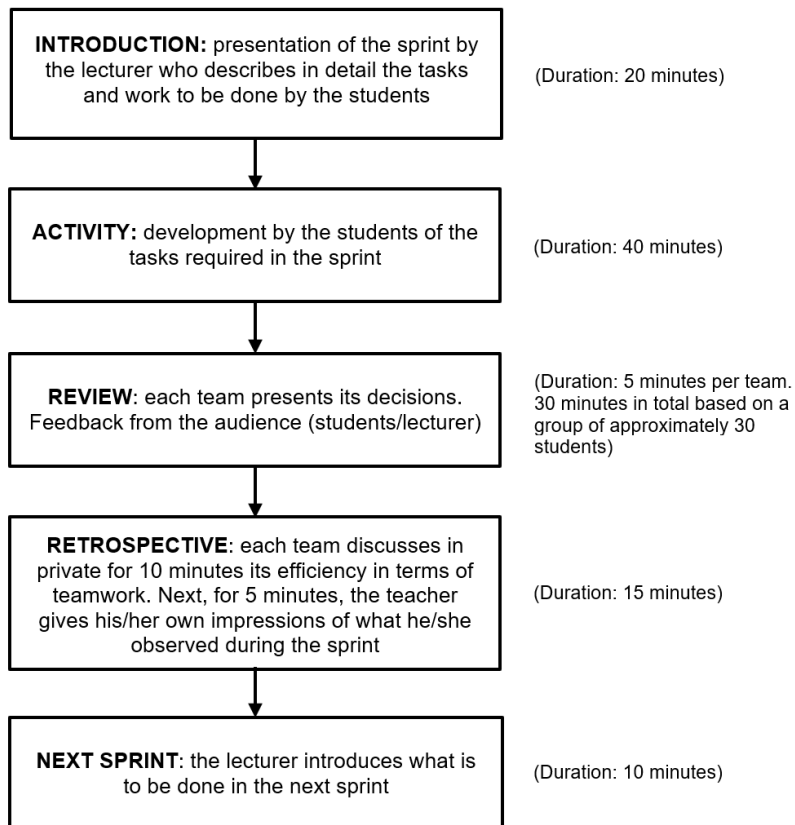 INTRODUCTION: presentation of the sprint by
the lecturer who describes in detail the tasks
and work to be done by the students
(Duration: 20 minutes)
ACTIVITY: development by the students of the
tasks required in the sprint
(Duration: 40 minutes)
REVIEW: each team presents its decisions.
Feedback from the audience (students/lecturer)
(Duration: 5 minutes per team.
30 minutes in total based on a
group of approximately 30
students)
RETROSPECTIVE: each team discusses in
private for 10 minutes its efficiency in terms of
teamwork. Next, for 5 minutes, the teacher
gives his/her own impressions of what he/she
observed during the sprint
(Duration: 15 minutes)
NEXT SPRINT: the lecturer introduces what is
to be done in the next sprint
(Duration: 10 minutes)